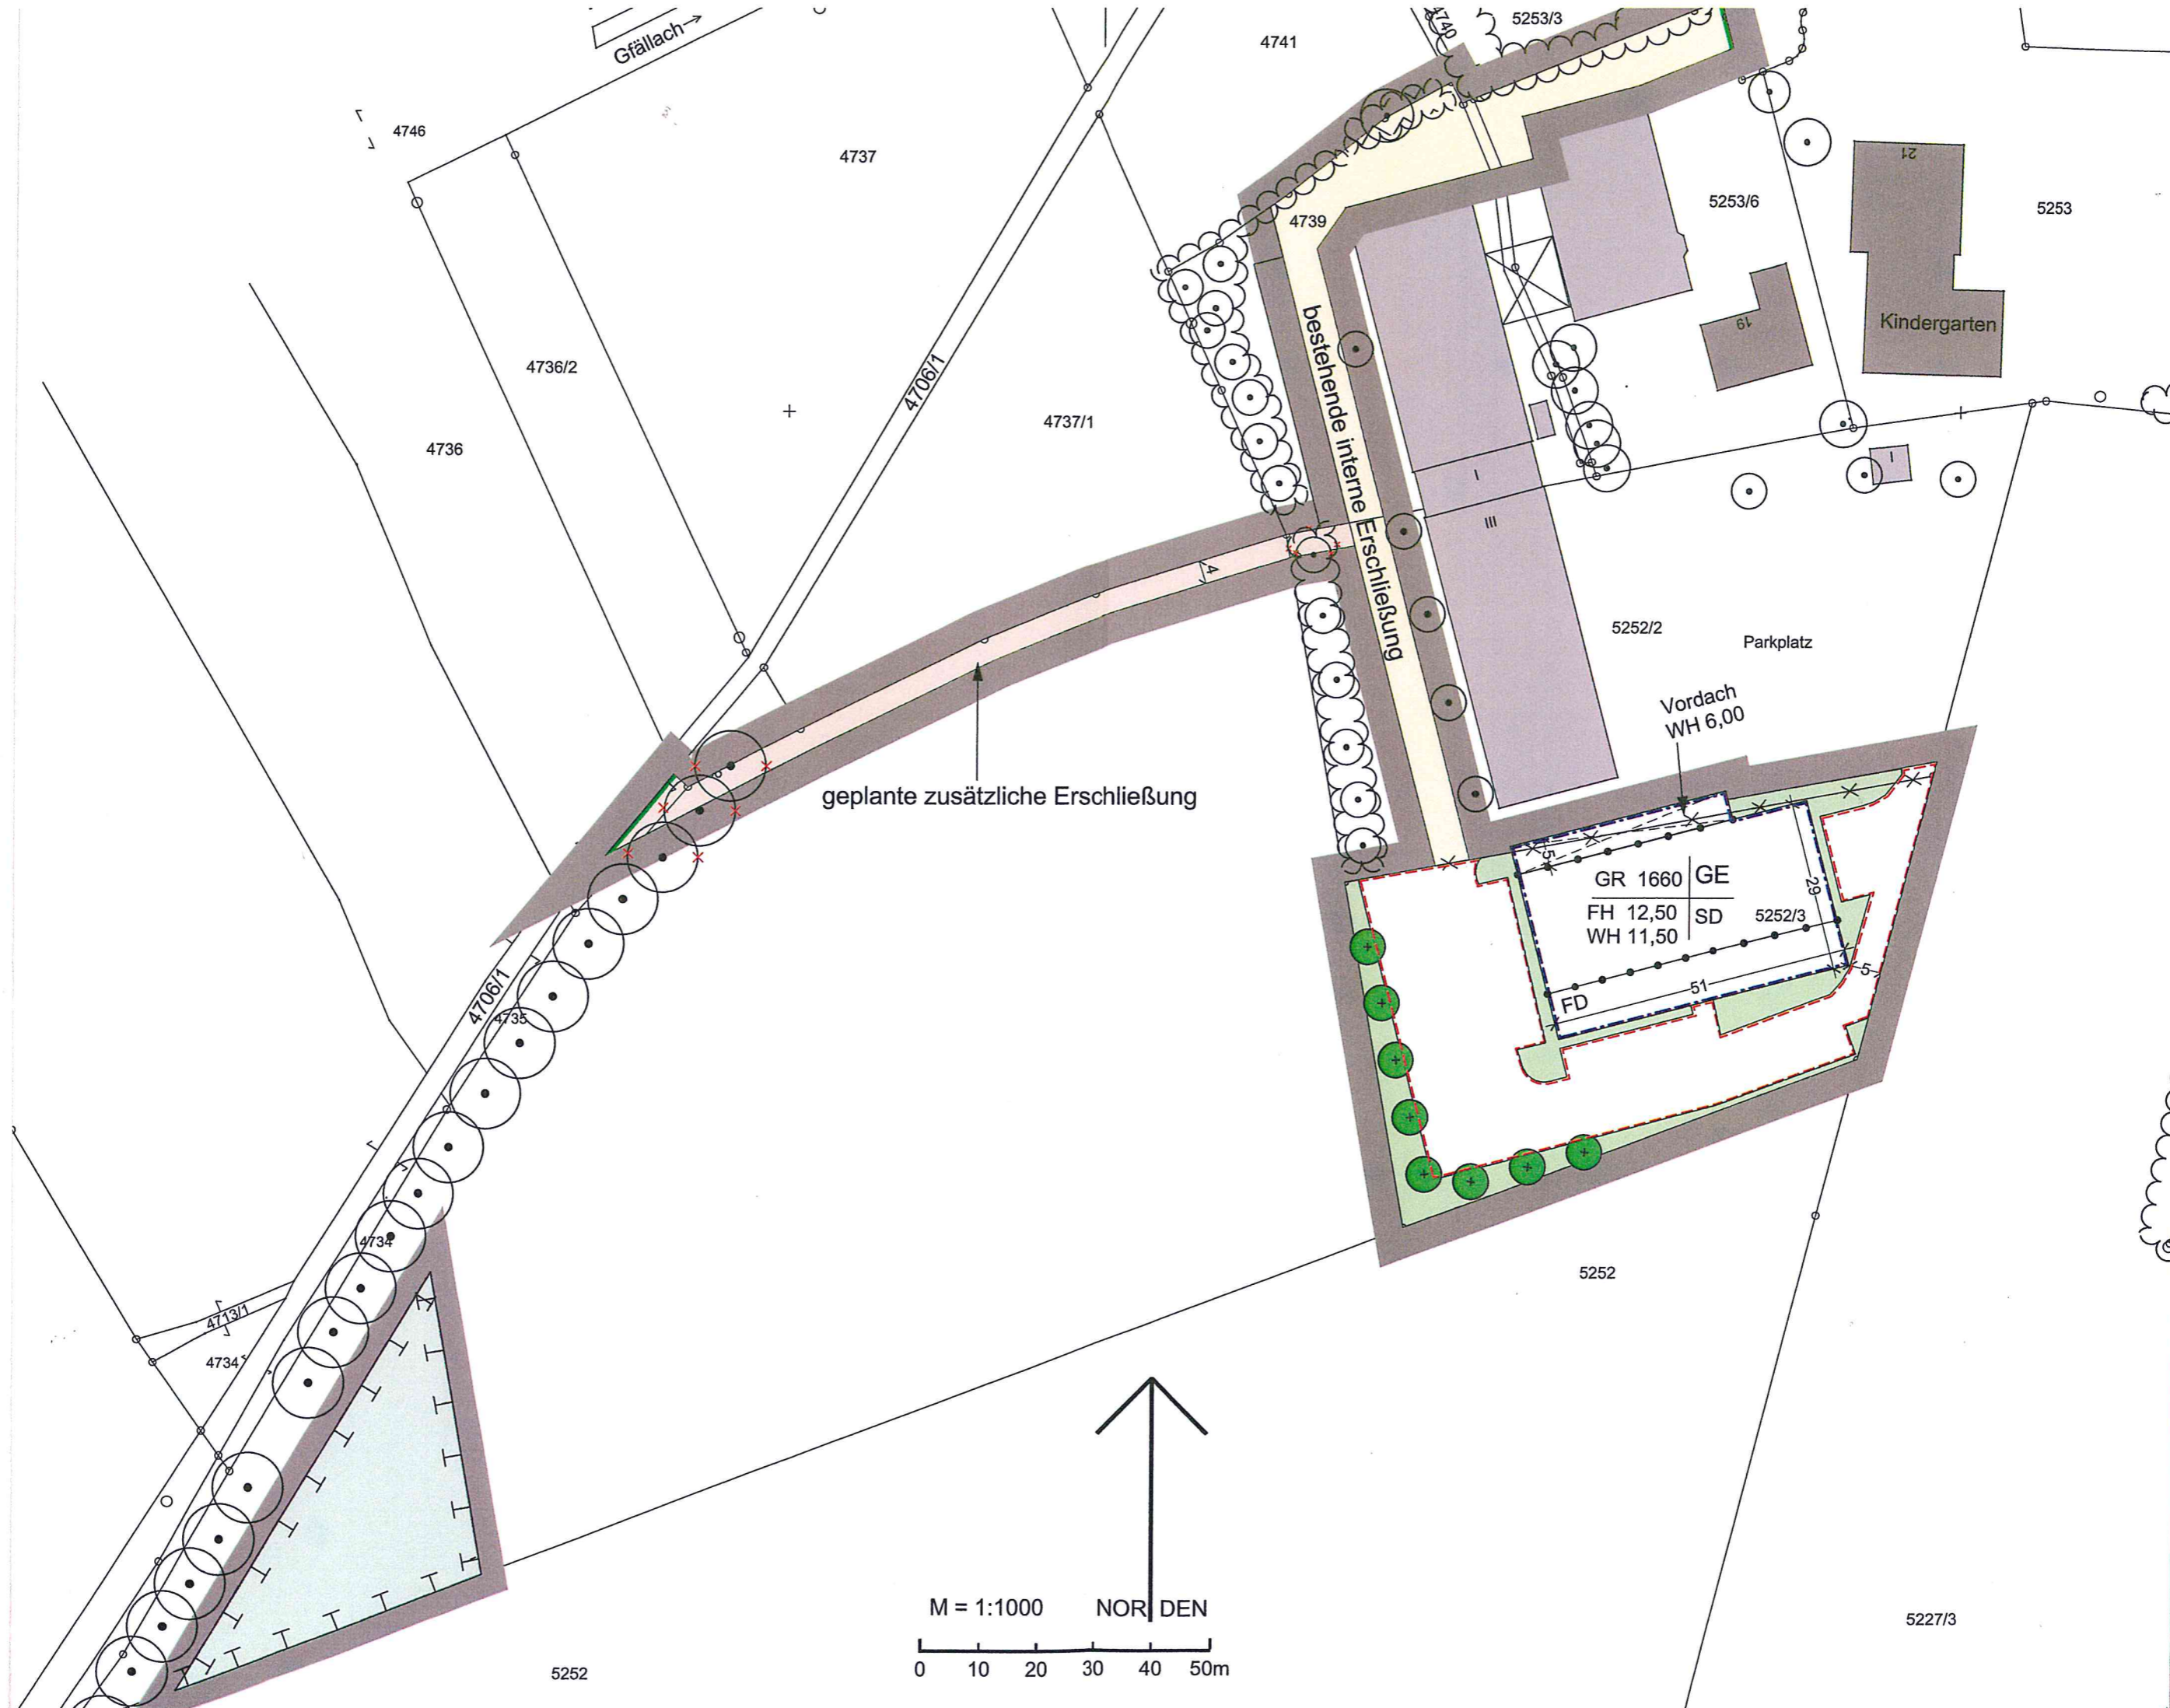 Gfällach
4746
4737
4741
4740
5253/3
4739
5253/6
21
5253
19
Kindergarten
4736/2
4736
4706/1
4737/1
bestehende interne Erschließung
I
III
I
4
5252/2
Parkplatz
Vordach
WH 6,00
geplante zusätzliche Erschließung
5
GR 1660
GE
FH 12,50
SD
WH 11,50
5252/3
29
51
5
FD
4706/1
4735
4734
4713/1
4734
5252
5252
5227/3
M = 1:1000
NORDEN
0 10 20 30 40 50m